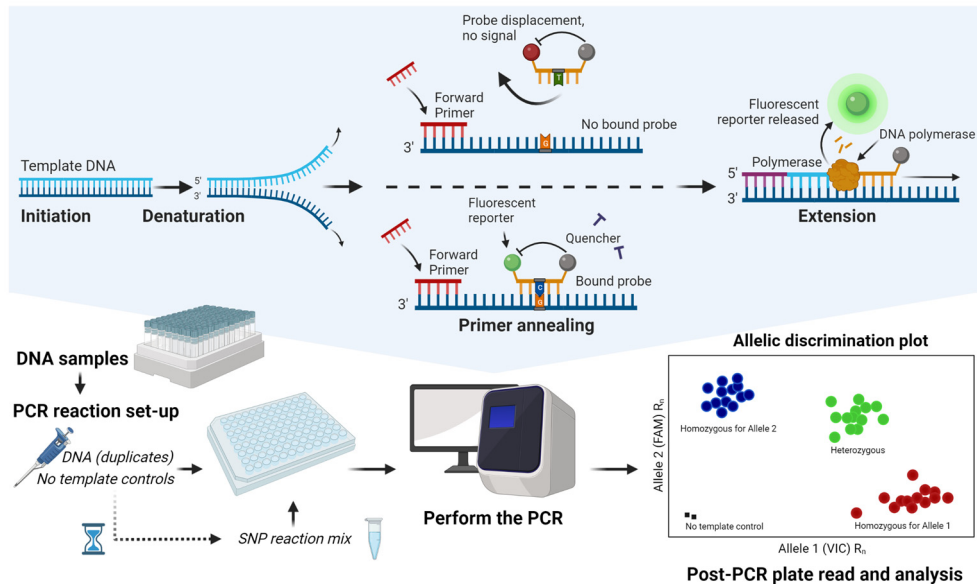 Probe displacement,
no signal
T
Forward
Primer
No bound probe
G
3'
Template DNA
5'
3'
Initiation
Denaturation
Fluorescent
reporter
Quencher
Forward
Primer
Bound probe
C
G
3'
Primer annealing
Fluorescent
reporter released
DNA polymerase
Polymerase
5'
3'
Extension
DNA samples
PCR reaction set-up
DNA (duplicates)
No template controls
SNP reaction mix
Perform the PCR
Allelic discrimination plot
Allele 2 (FAM) Rₙ
Homozygous for Allele 2
Heterozygous
No template control
Homozygous for Allele 1
Allele 1 (VIC) Rₙ
Post-PCR plate read and analysis